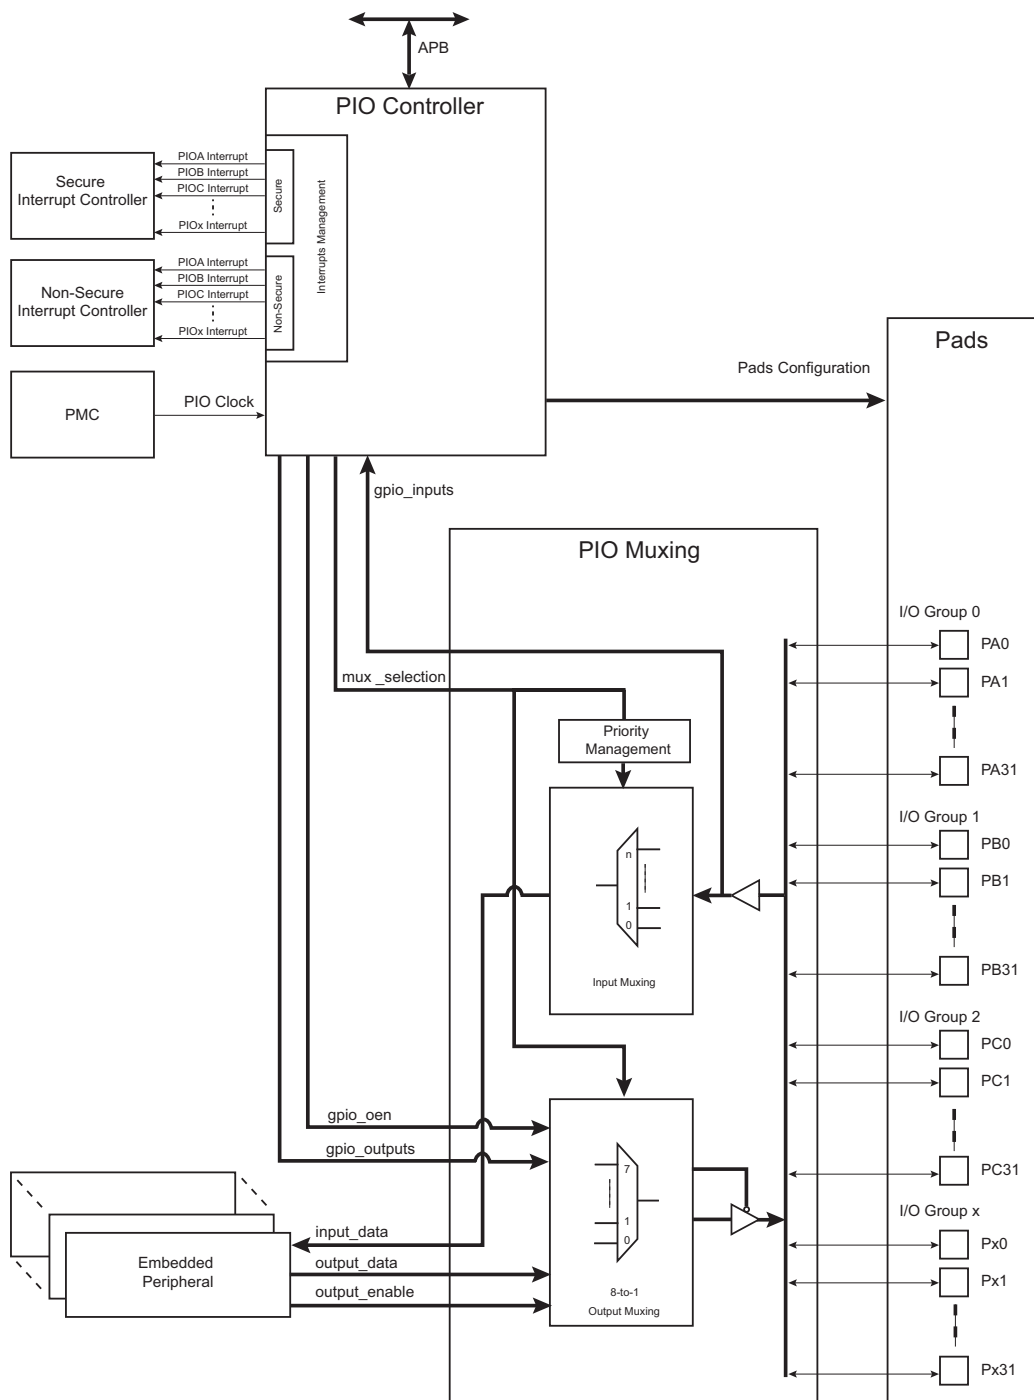 APB
PIO Controller
PIOA Interrupt
PIOB Interrupt
PIOC Interrupt
PIOx Interrupt
Secure
Interrupt Controller
Secure
Interrupts Management
PIOA Interrupt
PIOB Interrupt
PIOC Interrupt
PIOx Interrupt
Non-Secure
Interrupt Controller
Non-Secure
PMC
PIO Clock
Pads Configuration
Pads
gpio_inputs
PIO Muxing
mux _selection
Priority
Management
n
1
0
Input Muxing
I/O Group 0
PA0
PA1
PA31
I/O Group 1
PB0
PB1
PB31
I/O Group 2
PC0
PC1
PC31
I/O Group x
Px0
Px1
Px31
gpio_oen
gpio_outputs
input_data
output_data
output_enable
Embedded
Peripheral
7
1
0
8-to-1
Output Muxing